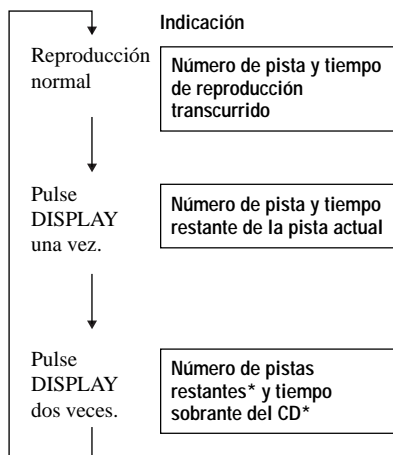 Indicación
Reproducción
normal
Número de pista y tiempo
de reproducción
transcurrido
Pulse
DISPLAY
una vez.
Número de pista y tiempo
restante de la pista actual
Pulse
DISPLAY
dos veces.
Número de pistas
restantes* y tiempo
sobrante del CD*